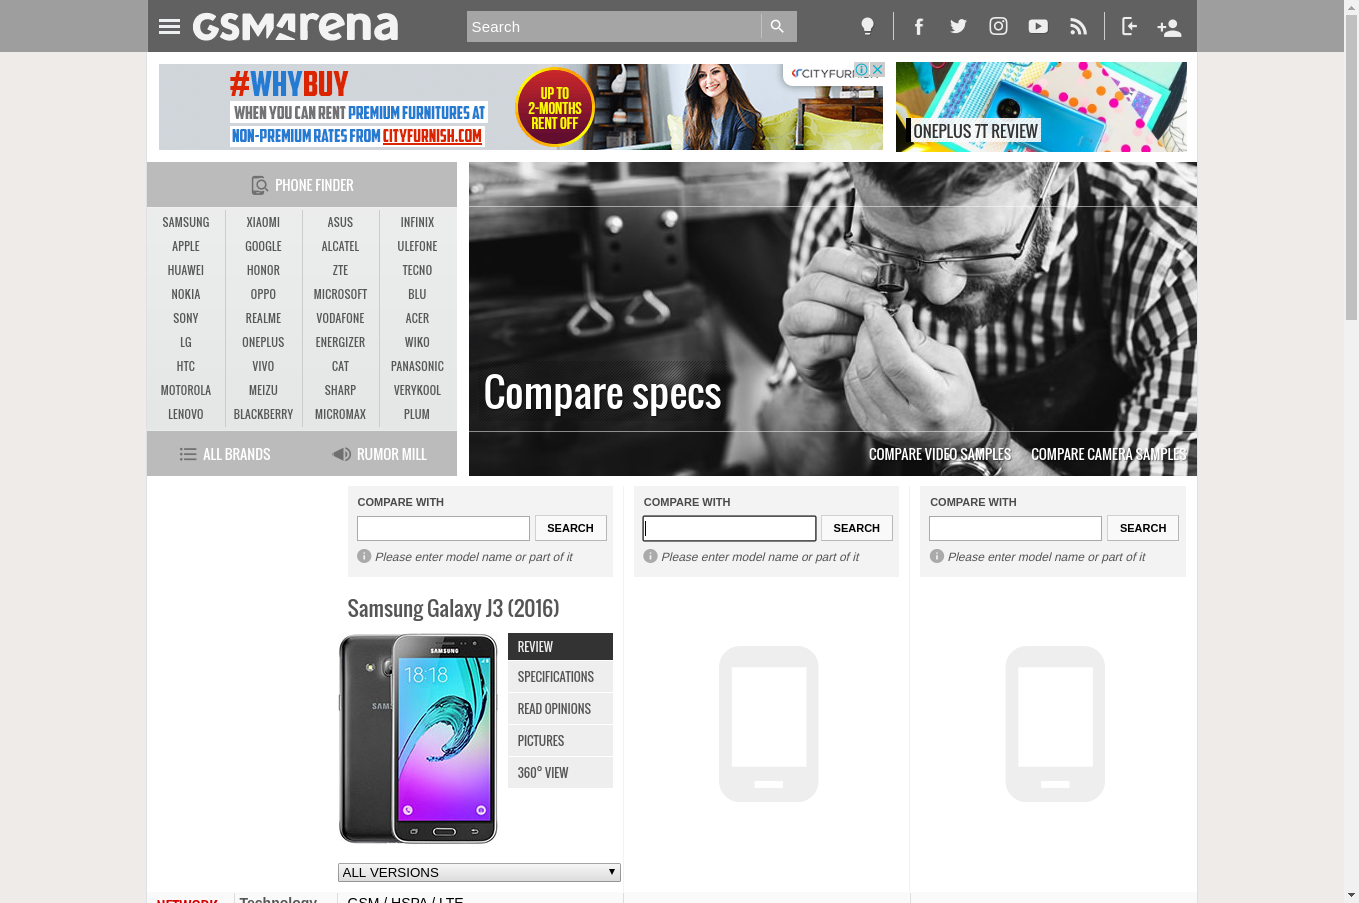 GSMArena
Search
#WHYBUY
WHEN YOU CAN RENT PREMIUM FURNITURES AT
NON-PREMIUM RATES FROM CITYFURNISH.COM
UP TO
2-MONTHS
RENT OFF
ONEPLUS 7T REVIEW
PHONE FINDER
SAMSUNG XIAOMI ASUS INFINIX
APPLE GOOGLE ALCATEL ULEFONE
HUAWEI HONOR ZTE TECNO
NOKIA OPPO MICROSOFT BLU
SONY REALME VODAFONE ACER
LG ONEPLUS ENERGIZER WIKO
HTC VIVO CAT PANASONIC
MOTOROLA MEIZU SHARP VERYKOOL
LENOVO BLACKBERRY MICROMAX PLUM
ALL BRANDS RUMOR MILL
Compare specs
COMPARE VIDEO SAMPLES COMPARE CAMERA SAMPLES
COMPARE WITH COMPARE WITH COMPARE WITH
SEARCH SEARCH SEARCH
Please enter model name or part of it Please enter model name or part of it Please enter model name or part of it
Samsung Galaxy J3 (2016)
SAMSUNG
18:18
REVIEW
SPECIFICATIONS
READ OPINIONS
PICTURES
360° VIEW
ALL VERSIONS
NETWORK Technology GSM / HSPA / LTE